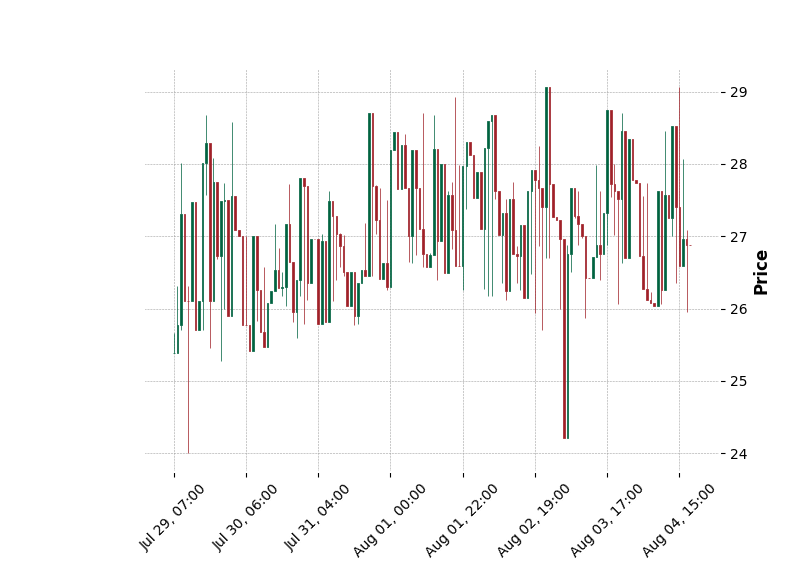 29
28
27
26
25
24
Price
Jul 29, 07:00
Jul 30, 06:00
Jul 31, 04:00
Aug 01, 00:00
Aug 01, 22:00
Aug 02, 19:00
Aug 03, 17:00
Aug 04, 15:00